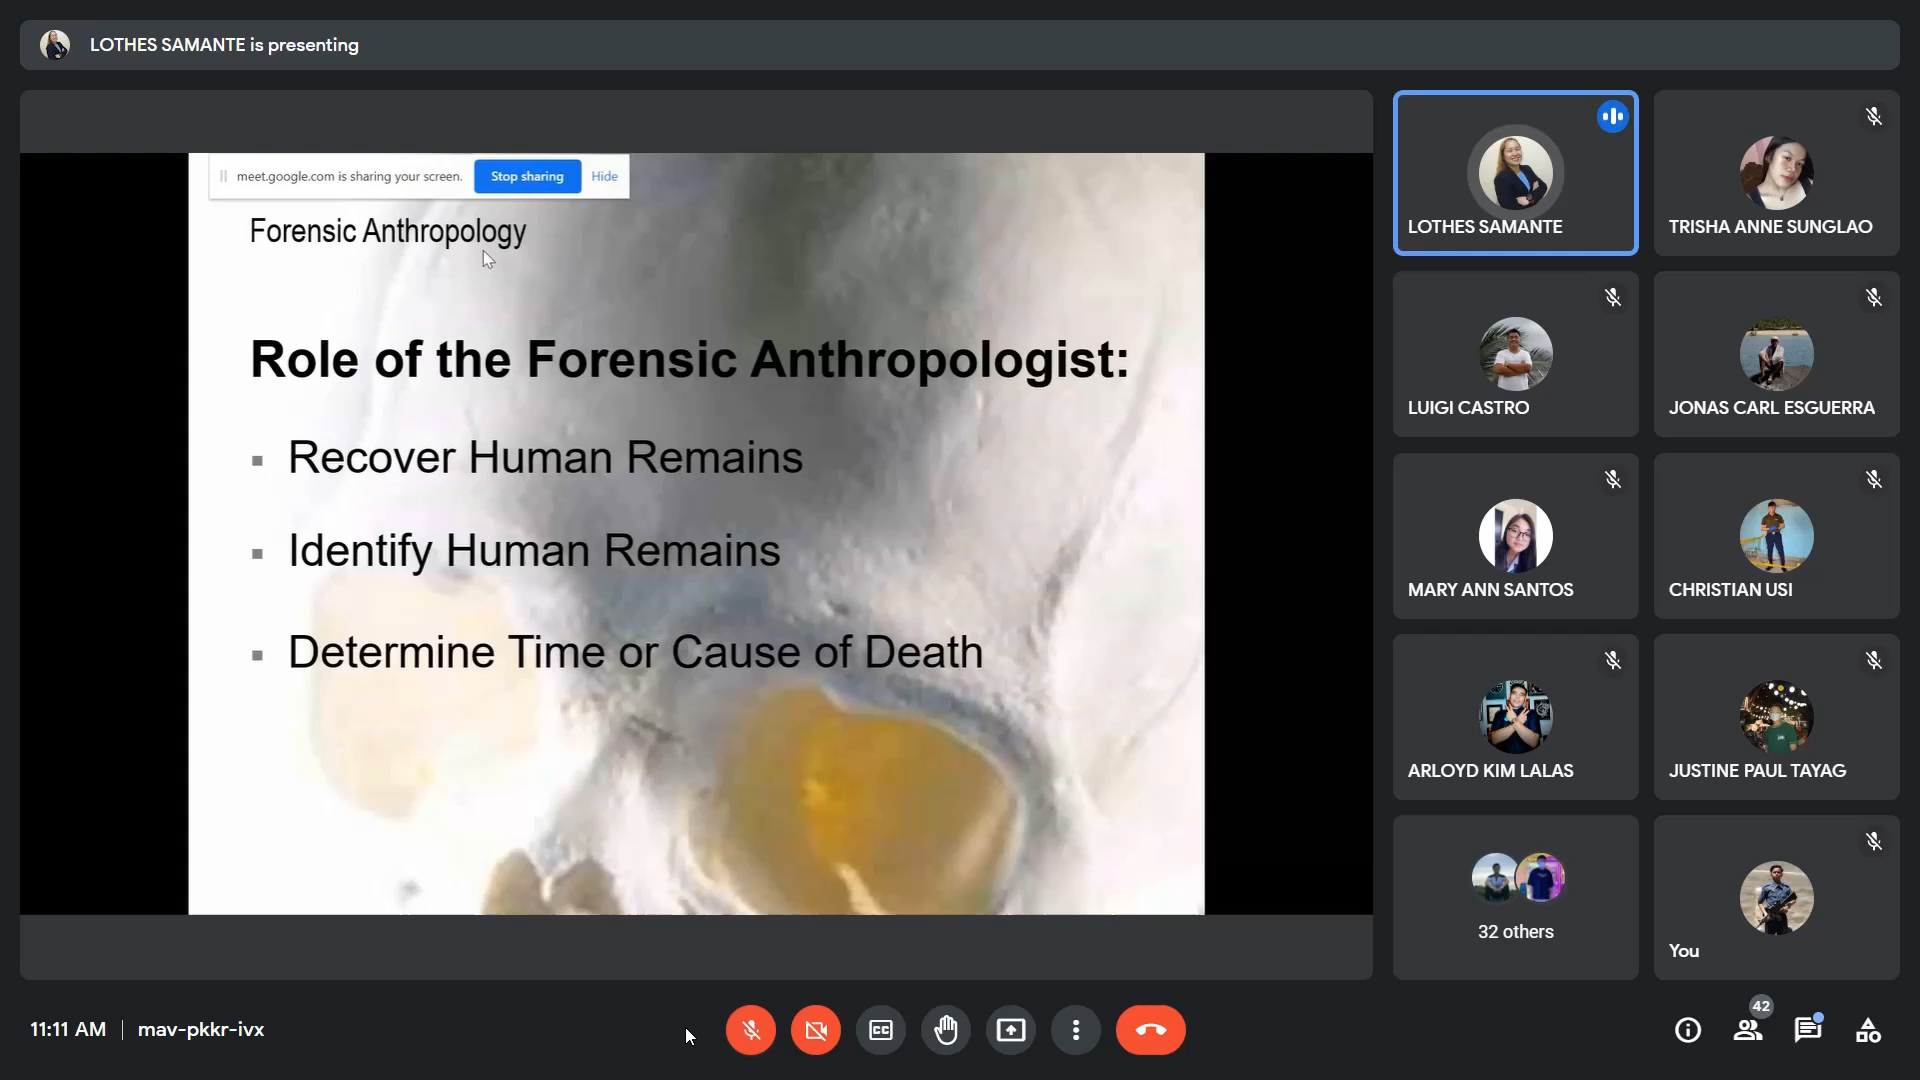 LOTHES SAMANTE is presenting
meet.google.com is sharing your screen. Stop sharing Hide
Forensic Anthropology
Role of the Forensic Anthropologist:
Recover Human Remains
Identify Human Remains
Determine Time or Cause of Death
LOTHES SAMANTE
TRISHA ANNE SUNGLAO
LUIGI CASTRO
JONAS CARL ESGUERRA
MARY ANN SANTOS
CHRISTIAN USI
ARLOYD KIM LALAS
JUSTINE PAUL TAYAG
32 others
You
11:11 AM | mav-pkkr-ivx
CC
42